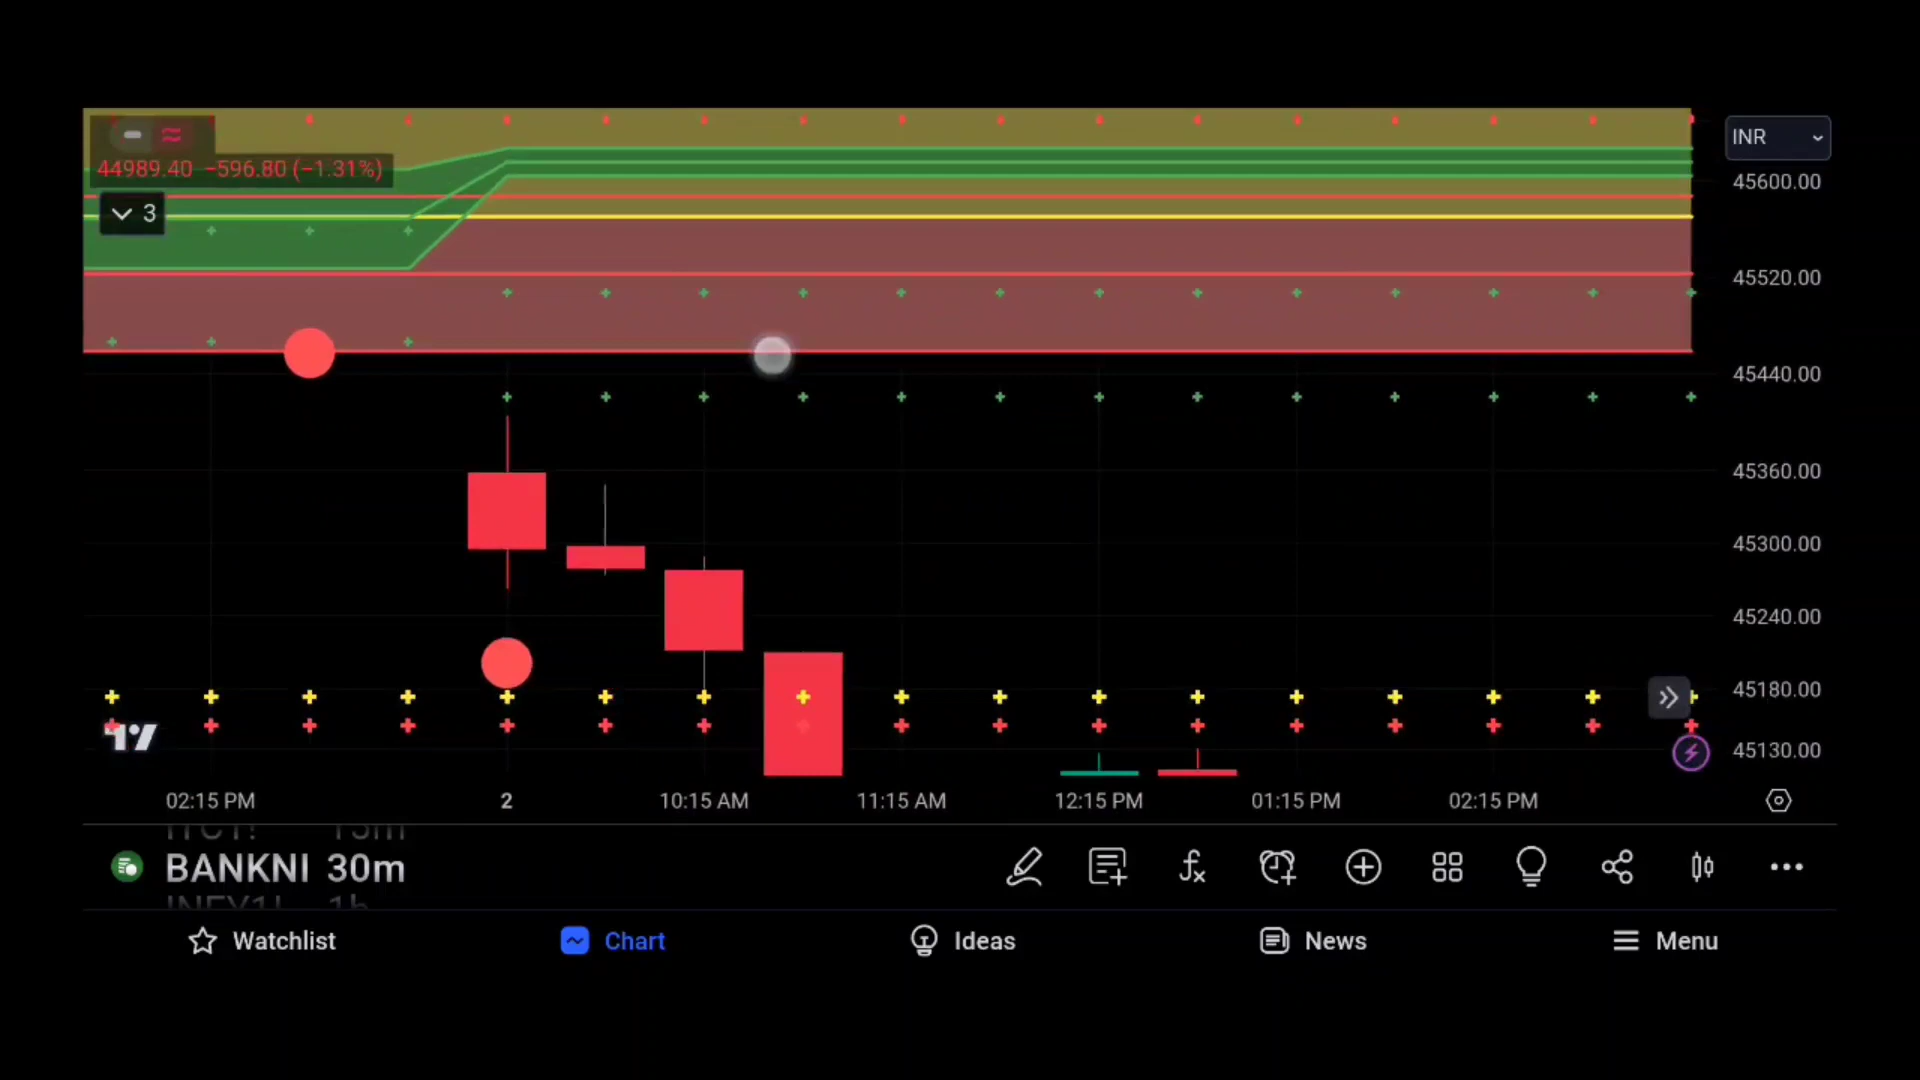 INR
44989.40 −596.80 (−1.31%)
3
45600.00
45520.00
45440.00
45360.00
45300.00
45240.00
45180.00
45130.00
02:15 PM 2 10:15 AM 11:15 AM 12:15 PM 01:15 PM 02:15 PM
BANKNI 30m
Watchlist Chart Ideas News Menu